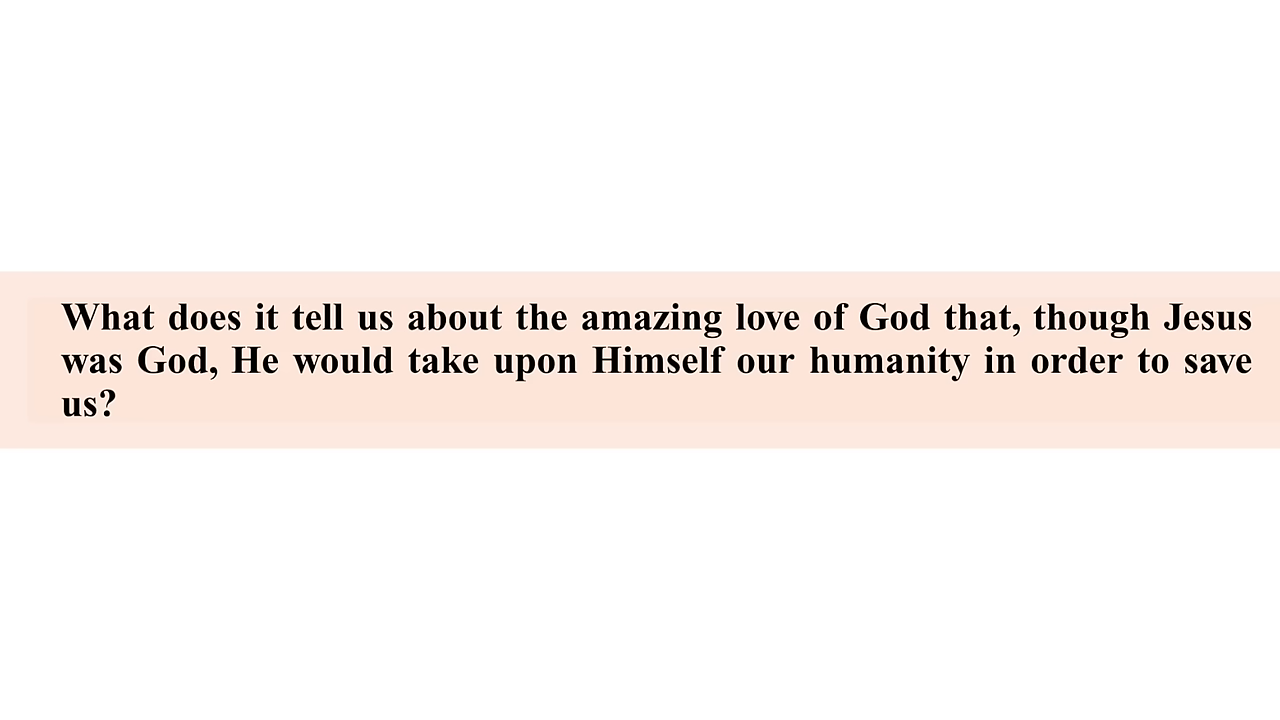 What does it tell us about the amazing love of God that, though Jesus
was God, He would take upon Himself our humanity in order to save
us?